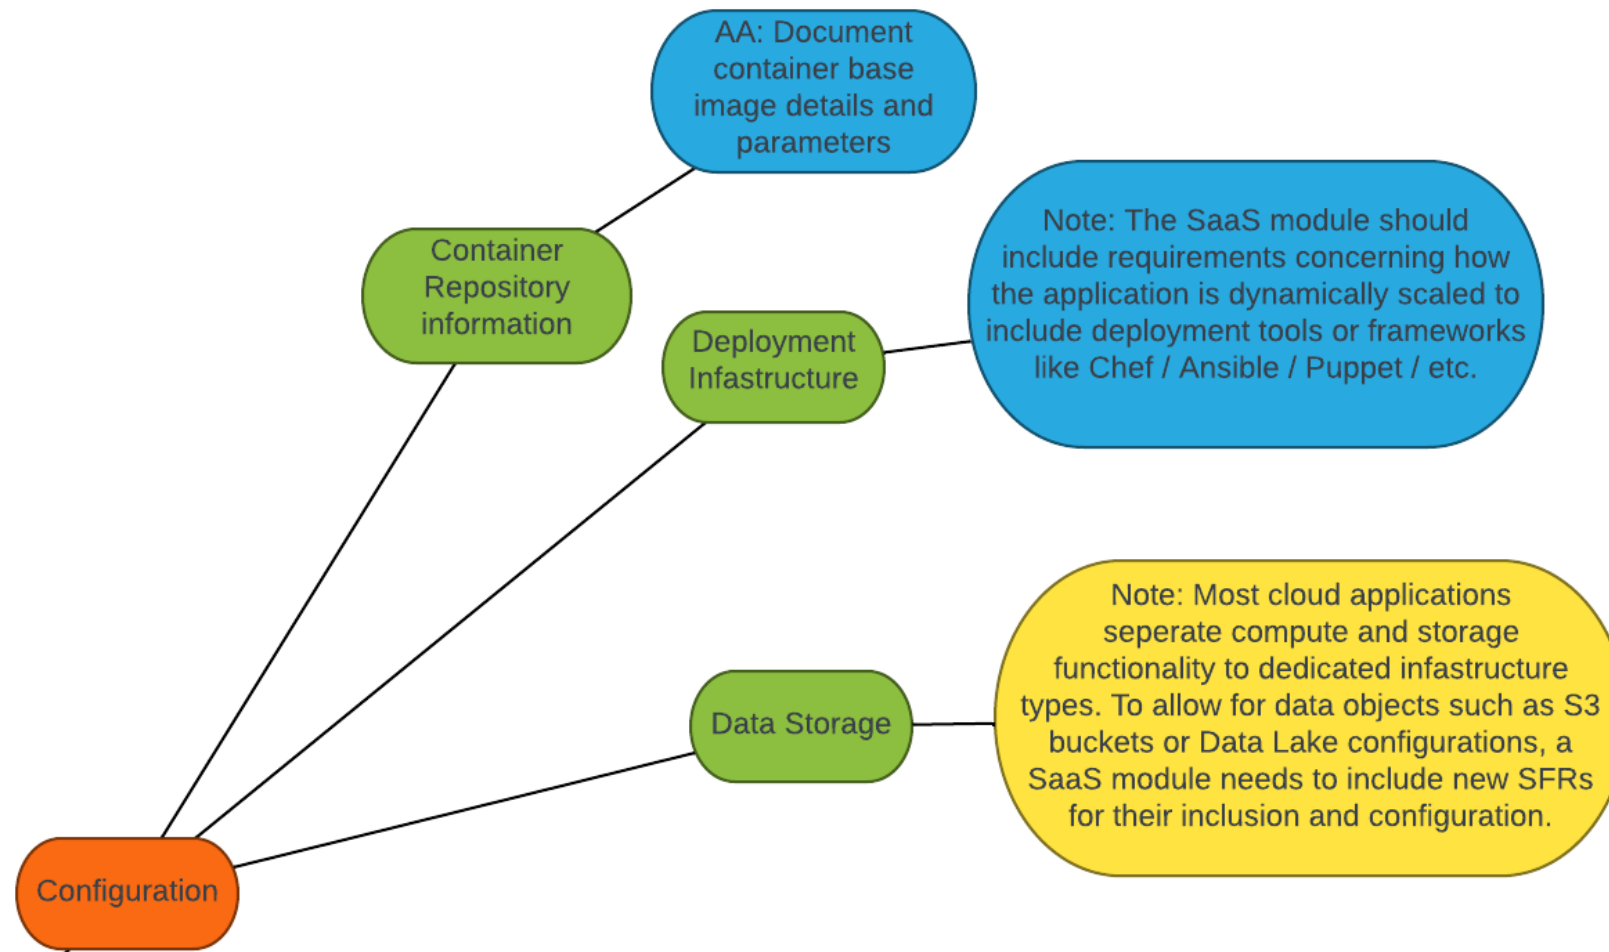 AA: Document
container base
image details and
parameters
Container
Repository
information
Note: The SaaS module should
include requirements concerning how
the application is dynamically scaled to
include deployment tools or frameworks
like Chef / Ansible / Puppet / etc.
Deployment
Infastructure
Note: Most cloud applications
seperate compute and storage
functionality to dedicated infastructure
types. To allow for data objects such as S3
buckets or Data Lake configurations, a
SaaS module needs to include new SFRs
for their inclusion and configuration.
Data Storage
Configuration